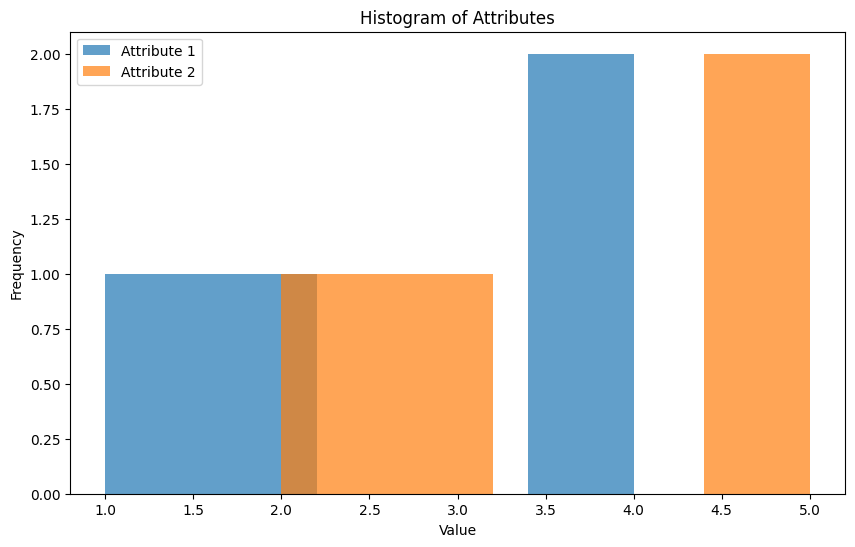 Histogram of Attributes
Attribute 1
Attribute 2
Frequency
2.00
1.75
1.50
1.25
1.00
0.75
0.50
0.25
0.00
1.0 1.5 2.0 2.5 3.0 3.5 4.0 4.5 5.0
Value